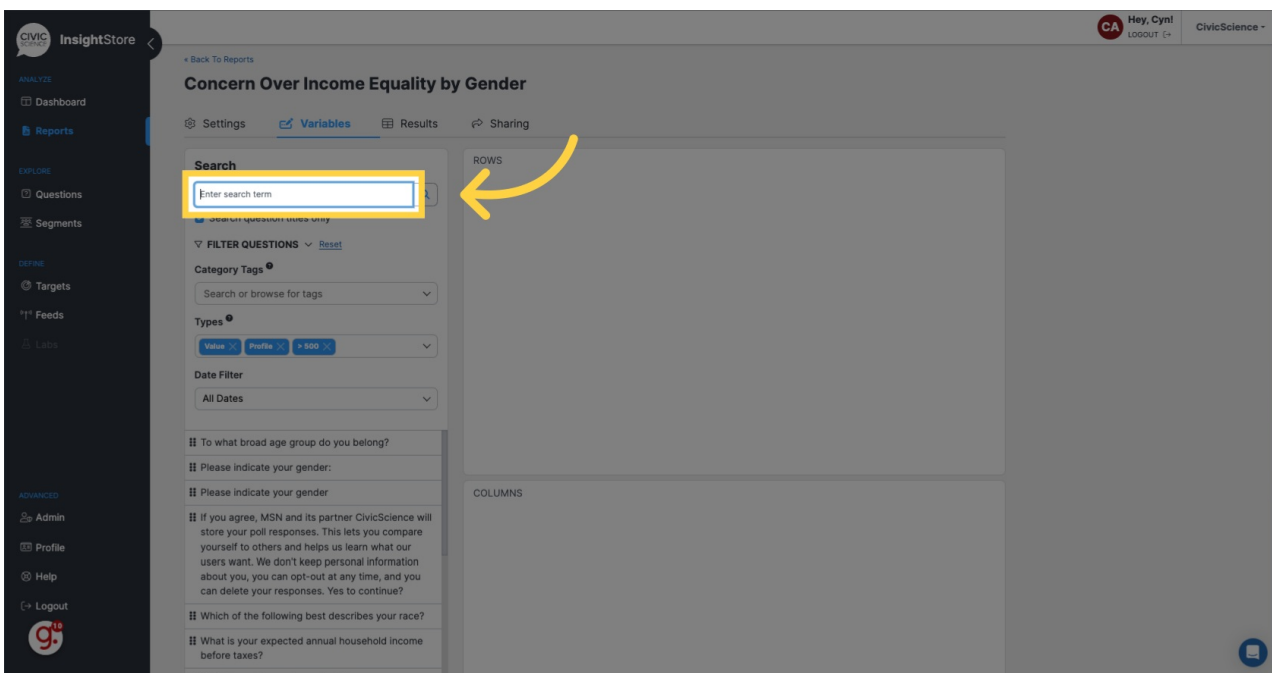 CIVIC
SCIENCE
InsightStore
Hey, Cyn!
CA
LOGOUT
CivicScience
« Back To Reports
Concern Over Income Equality by Gender
ANALYZE
Dashboard
Reports
EXPLORE
Questions
Segments
DEFINE
Targets
Feeds
Labs
ADVANCED
Admin
Profile
Help
Logout
g.
10
Settings
Variables
Results
Sharing
Search
Enter search term
Search question titles only
FILTER QUESTIONS
Reset
Category Tags
Search or browse for tags
Types
Value
Profile
> 500
Date Filter
All Dates
To what broad age group do you belong?
Please indicate your gender:
Please indicate your gender
If you agree, MSN and its partner CivicScience will
store your poll responses. This lets you compare
yourself to others and helps us learn what our
users want. We don't keep personal information
about you, you can opt-out at any time, and you
can delete your responses. Yes to continue?
Which of the following best describes your race?
What is your expected annual household income
before taxes?
ROWS
COLUMNS